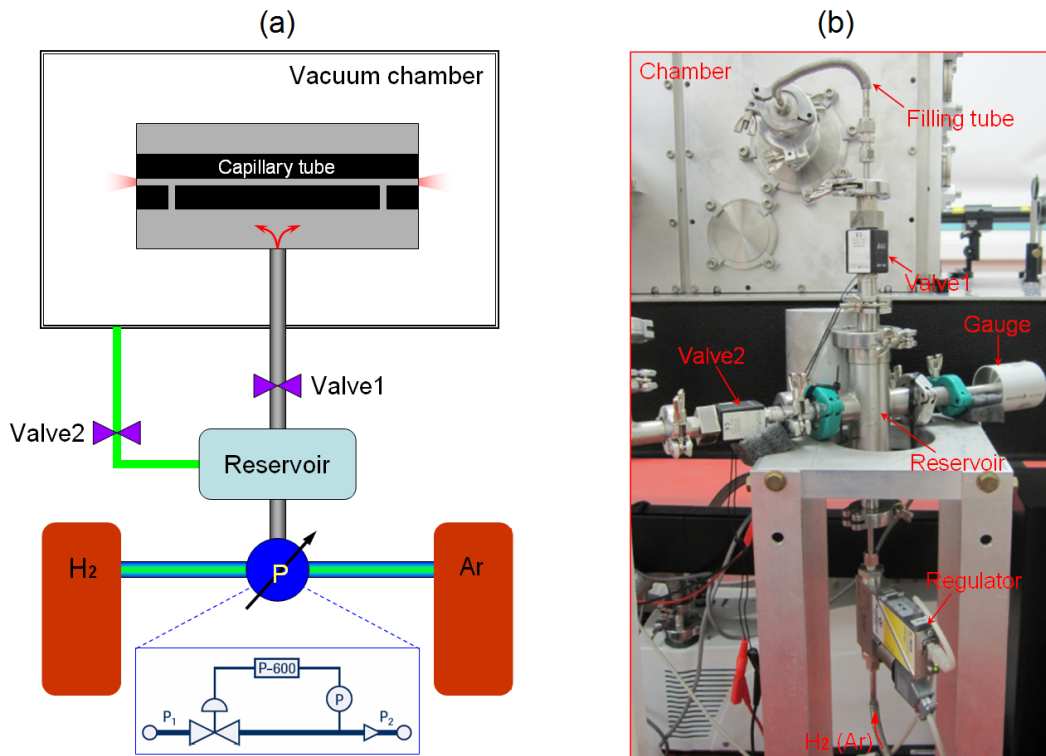 (a)
Vacuum chamber
Capillary tube
Valve1
Valve2
Reservoir
H₂
P
Ar
P-600
P₁
P
P₂
(b)
Chamber
Filling tube
Valve1
Gauge
Valve2
Reservoir
Regulator
H₂ (Ar)